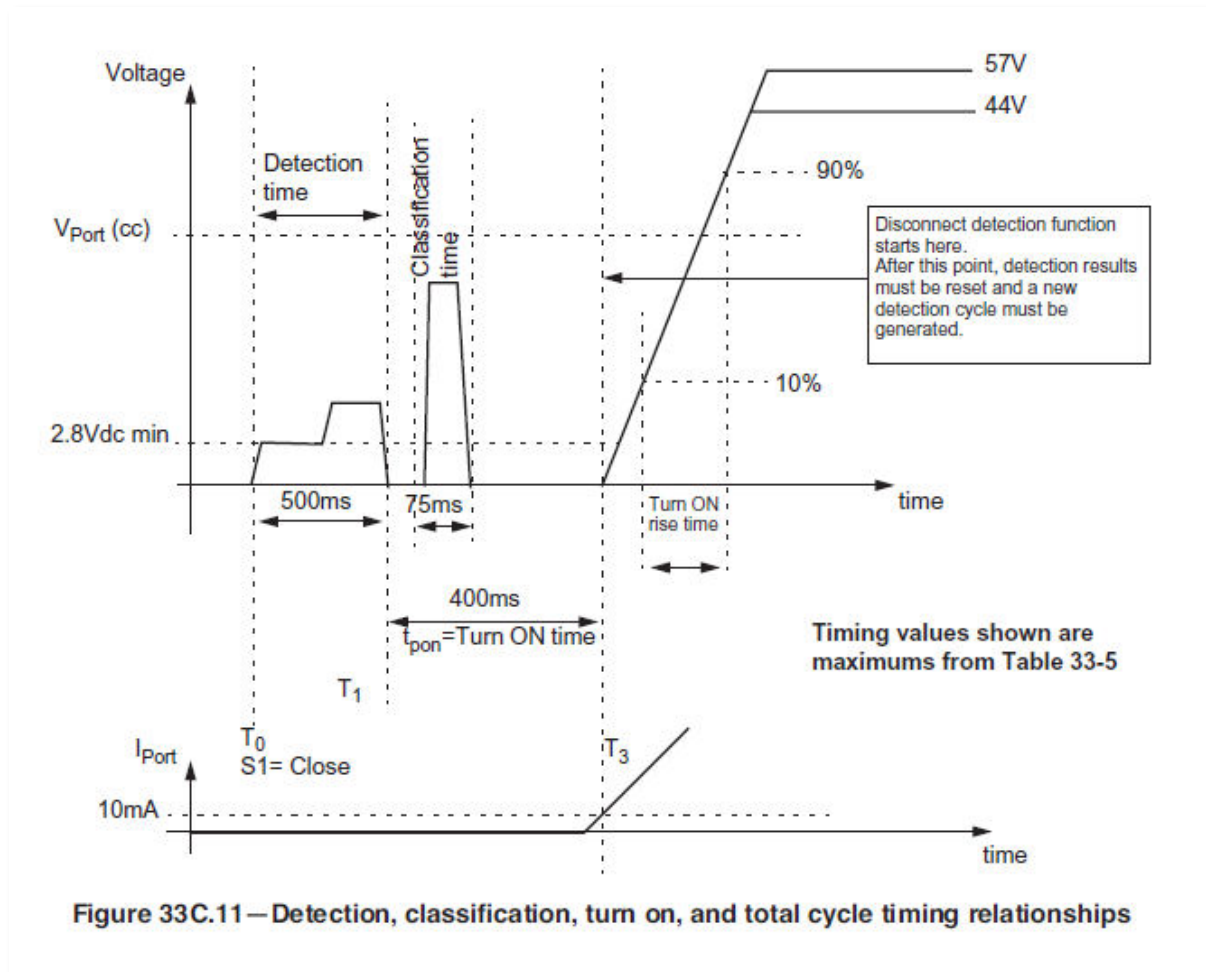 Voltage
57V
44V
Classification
time
Detection
time
90%
V_Port (cc)
Disconnect detection function
starts here.
After this point, detection results
must be reset and a new
detection cycle must be
generated.
10%
2.8Vdc min
500ms
75ms
Turn ON
rise time
time
400ms
t_pon=Turn ON time
Timing values shown are
maximums from Table 33-5
T_1
T_0
S1= Close
I_Port
T_3
10mA
time
Figure 33C.11—Detection, classification, turn on, and total cycle timing relationships